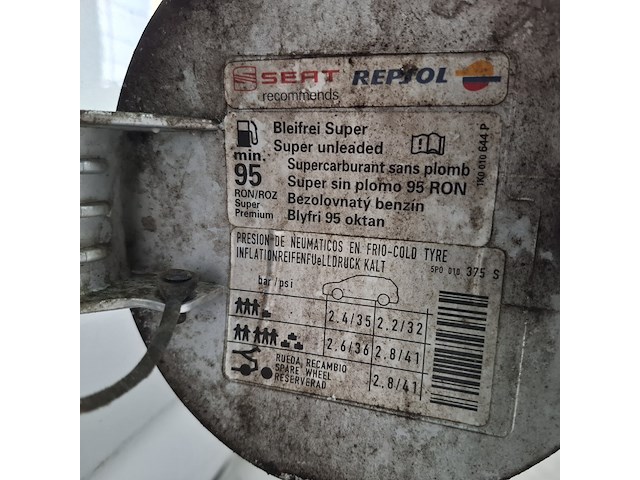 SEAT REPSOL
recommends
min.
95
RON/ROZ
Super
Premium
Bleifrei Super
Super unleaded
Supercarburant sans plomb
Super sin plomo 95 RON
Bezolovnatý benzín
Blyfri 95 oktan
1K0 010 644 P
PRESION DE NEUMATICOS EN FRIO-COLD TYRE
INFLATIONREIFENFUeLLDRUCK KALT
5P0 010 375 S
bar/psi
2.4/35 2.2/32
2.6/36 2.8/41
RUEDA RECAMBIO
SPARE WHEEL
RESERVERAD
2.8/41